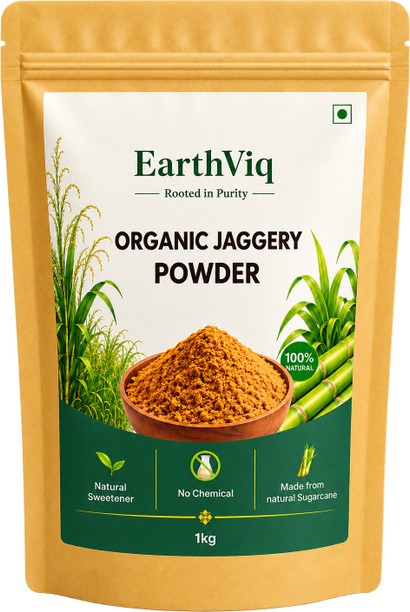 EarthViq
Rooted in Purity
ORGANIC JAGGERY
POWDER
100%
NATURAL
Natural
Sweetener
No Chemical
Made from
natural Sugarcane
1kg